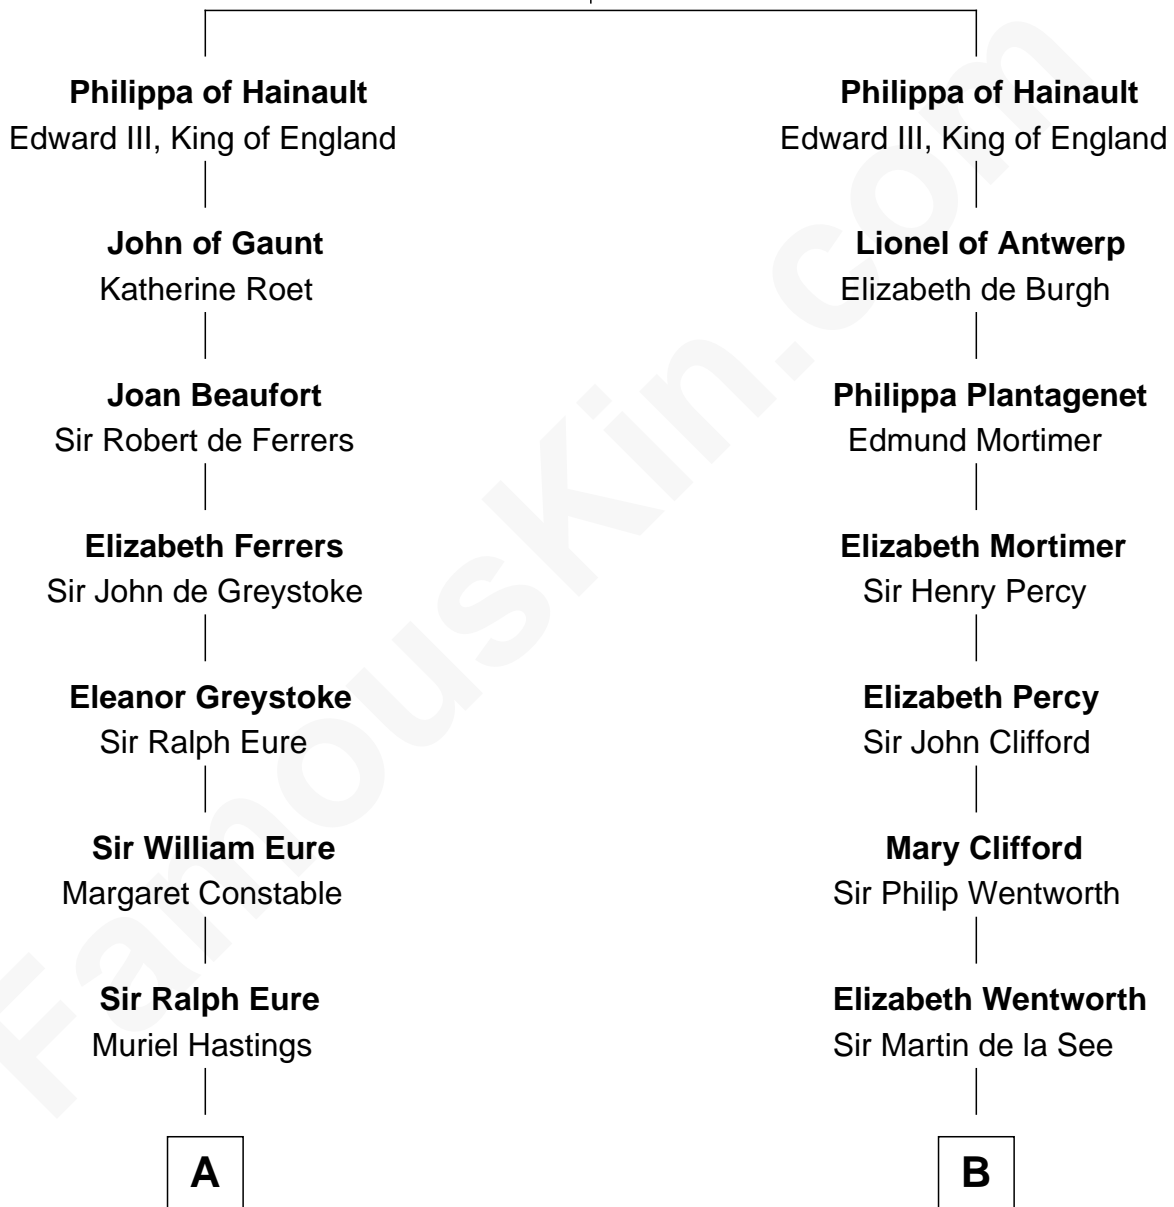 Philippa of Hainault
Edward III, King of England
John of Gaunt
Katherine Roet
Joan Beaufort
Sir Robert de Ferrers
Elizabeth Ferrers
Sir John de Greystoke
Eleanor Greystoke
Sir Ralph Eure
Sir William Eure
Margaret Constable
Sir Ralph Eure
Muriel Hastings
A
Philippa of Hainault
Edward III, King of England
Lionel of Antwerp
Elizabeth de Burgh
Philippa Plantagenet
Edmund Mortimer
Elizabeth Mortimer
Sir Henry Percy
Elizabeth Percy
Sir John Clifford
Mary Clifford
Sir Philip Wentworth
Elizabeth Wentworth
Sir Martin de la See
B
FamousKin.com